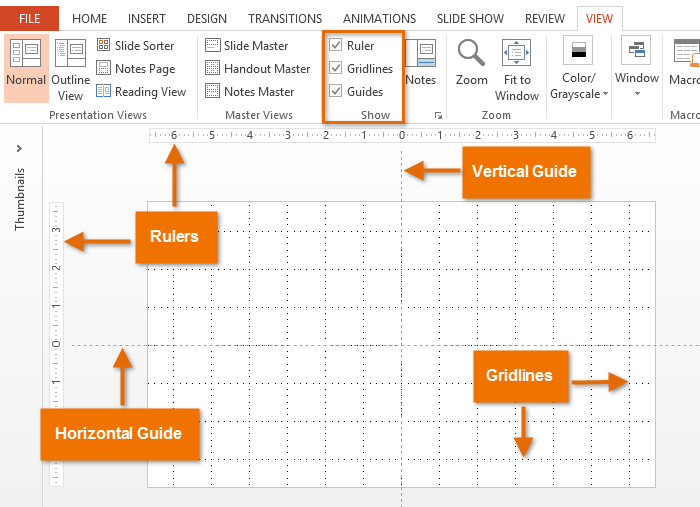 FILE HOME INSERT DESIGN TRANSITIONS ANIMATIONS SLIDE SHOW REVIEW VIEW
Normal
Outline
View
Slide Sorter
Notes Page
Reading View
Presentation Views
Slide Master
Handout Master
Notes Master
Master Views
Ruler
Gridlines
Guides
Show
Notes
Zoom
Fit to
Window
Zoom
Color/
Grayscale
Window
Macro
Macro
Thumbnails
6 5 4 3 2 1 0 1 2 3 4 5 6
3
2
1
0
1
Vertical Guide
Rulers
Gridlines
Horizontal Guide